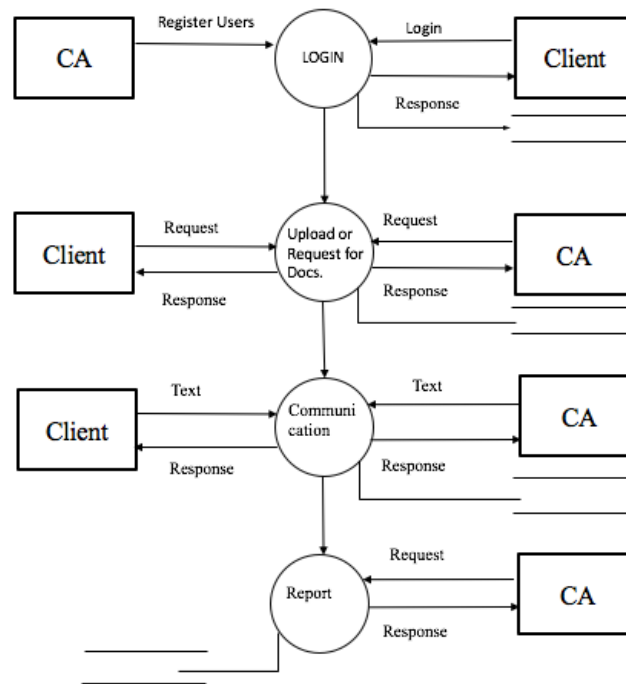 Register Users
Login
CA
LOGIN
Client
Response
Request
Request
Client
Upload or
Request for
Docs.
CA
Response
Response
Text
Text
Client
Communi
cation
CA
Response
Response
Request
Report
CA
Response